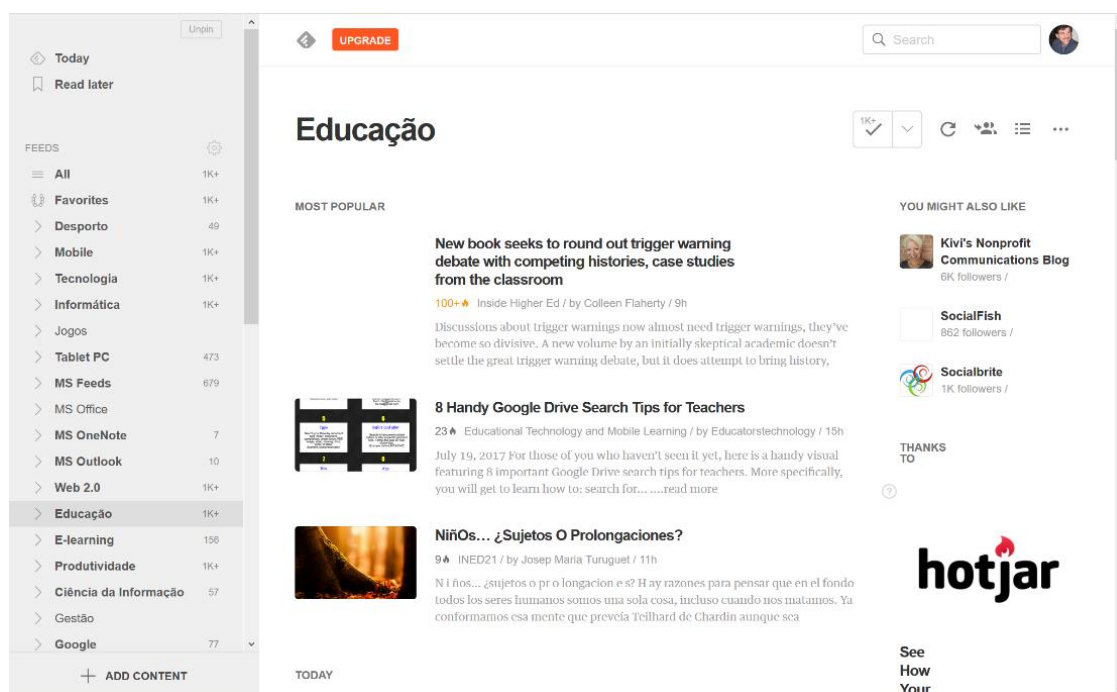 Unpin
Today
Read later
FEEDS
All 1K+
Favorites 1K+
Desporto 49
Mobile 1K+
Tecnologia 1K+
Informática 1K+
Jogos
Tablet PC 473
MS Feeds 679
MS Office
MS OneNote 7
MS Outlook 10
Web 2.0 1K+
Educação 1K+
E-learning 156
Produtividade 1K+
Ciência da Informação 57
Gestão
Google 77
ADD CONTENT
UPGRADE
Search
Educação
1K+
MOST POPULAR
New book seeks to round out trigger warning
debate with competing histories, case studies
from the classroom
100+ Inside Higher Ed / by Colleen Flaherty / 9h
Discussions about trigger warnings now almost need trigger warnings, they've
become so divisive. A new volume by an initially skeptical academic doesn't
settle the great trigger warning debate, but it does attempt to bring history,
8 Handy Google Drive Search Tips for Teachers
23 Educational Technology and Mobile Learning / by Educatorstechnology / 15h
July 19, 2017 For those of you who haven't seen it yet, here is a handy visual
featuring 8 important Google Drive search tips for teachers. More specifically,
you will get to learn how to: search for... ....read more
NiñOs... ¿Sujetos O Prolongaciones?
9 INED21 / by Josep Maria Turuguet / 11h
N i ños... ¿sujetos o pr o longacion e s? H ay razones para pensar que en el fondo
todos los seres humanos somos una sola cosa, incluso cuando nos matamos. Ya
conformamos esa mente que preveía Teilhard de Chardin aunque sea
TODAY
YOU MIGHT ALSO LIKE
Kivi's Nonprofit
Communications Blog
6K followers /
SocialFish
862 followers /
Socialbrite
1K followers /
THANKS
TO
?
hotjar
See
How
Your